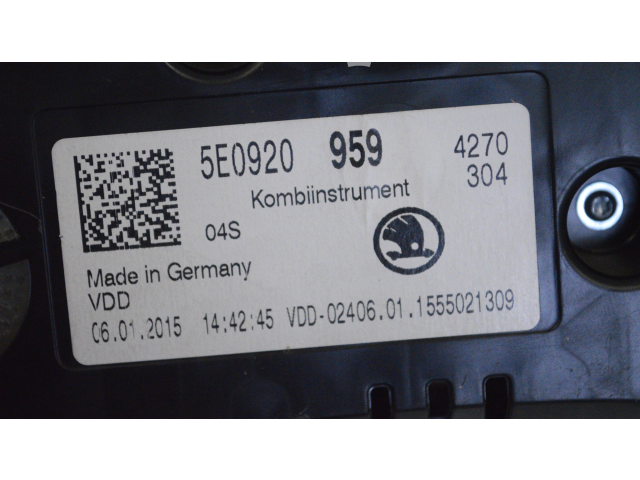 5E0920 959 4270
304
Kombiinstrument
04S
Made in Germany
VDD
06.01.2015 14:42:45 VDD-02406.01.1555021309